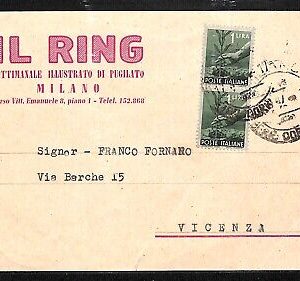 IL RING
SETTIMANALE ILLUSTRATO DI PUGILATO
MILANO
Corso Vitt. Emanuele 8, piano 1 - Telef. 152.868
1 LIRA
POSTE ITALIANE
1 LIRA
POSTE ITALIANE
Signor - FRANCO FORNARO
Via Berche 15
VICENZA